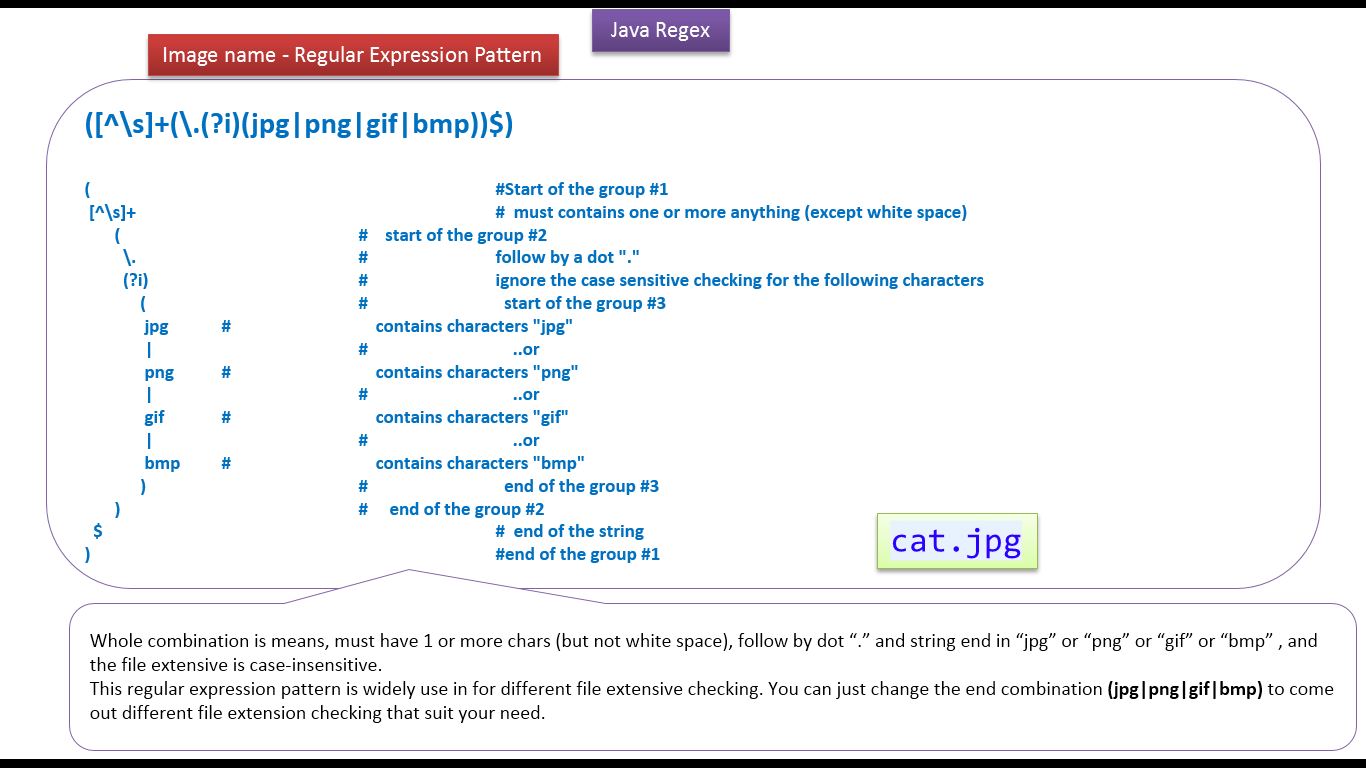 Java Regex
Image name - Regular Expression Pattern
([^\s]+(\.(?i)(jpg|png|gif|bmp))$)
( #Start of the group #1
[^\s]+ # must contains one or more anything (except white space)
( # start of the group #2
\. # follow by a dot "."
(?i) # ignore the case sensitive checking for the following characters
( # start of the group #3
jpg # contains characters "jpg"
| # ..or
png # contains characters "png"
| # ..or
gif # contains characters "gif"
| # ..or
bmp # contains characters "bmp"
) # end of the group #3
) # end of the group #2
$ # end of the string
) #end of the group #1
cat.jpg
Whole combination is means, must have 1 or more chars (but not white space), follow by dot “.” and string end in “jpg” or “png” or “gif” or “bmp” , and
the file extensive is case-insensitive.
This regular expression pattern is widely use in for different file extensive checking. You can just change the end combination (jpg|png|gif|bmp) to come
out different file extension checking that suit your need.